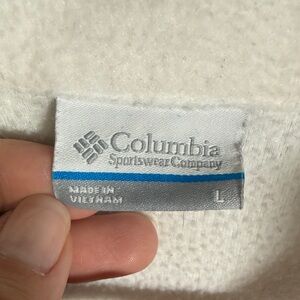 Columbia
Sportswear Company
MADE IN
VIETNAM
L